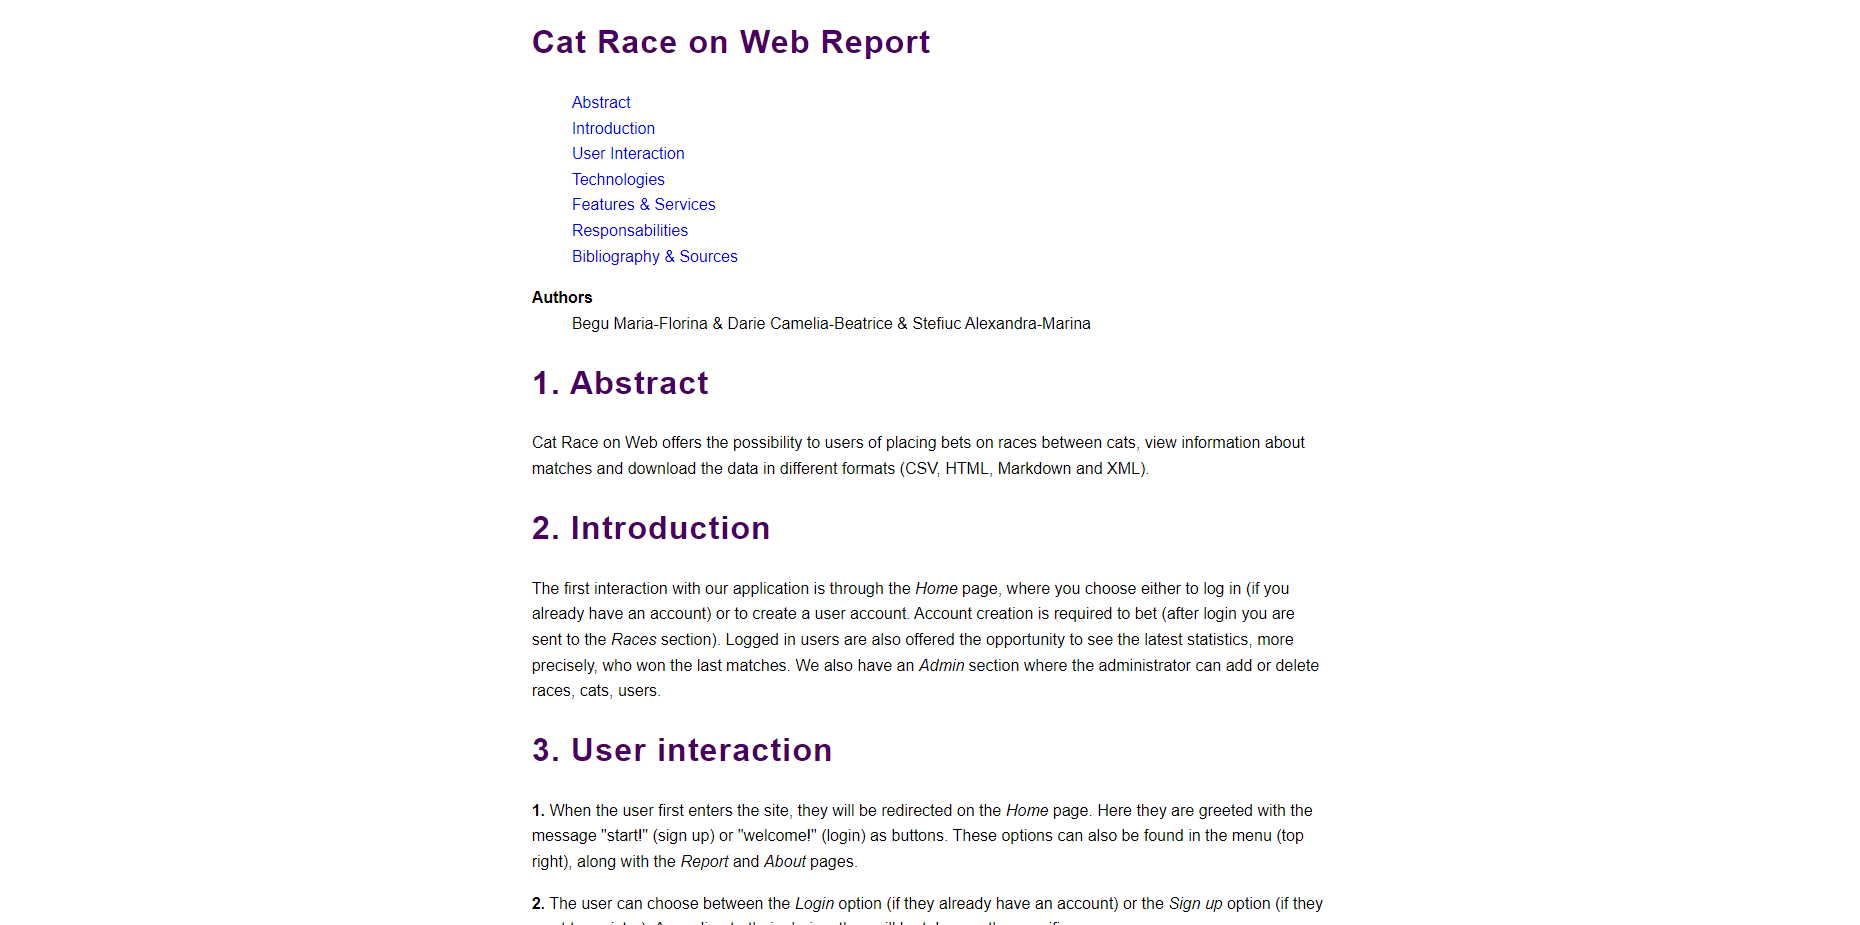 Cat Race on Web Report
Abstract
Introduction
User Interaction
Technologies
Features & Services
Responsabilities
Bibliography & Sources
Authors
Begu Maria-Florina & Darie Camelia-Beatrice & Stefiuc Alexandra-Marina
1. Abstract
Cat Race on Web offers the possibility to users of placing bets on races between cats, view information about
matches and download the data in different formats (CSV, HTML, Markdown and XML).
2. Introduction
The first interaction with our application is through the Home page, where you choose either to log in (if you
already have an account) or to create a user account. Account creation is required to bet (after login you are
sent to the Races section). Logged in users are also offered the opportunity to see the latest statistics, more
precisely, who won the last matches. We also have an Admin section where the administrator can add or delete
races, cats, users.
3. User interaction
1. When the user first enters the site, they will be redirected on the Home page. Here they are greeted with the
message "start!" (sign up) or "welcome!" (login) as buttons. These options can also be found in the menu (top
right), along with the Report and About pages.
2. The user can choose between the Login option (if they already have an account) or the Sign up option (if they